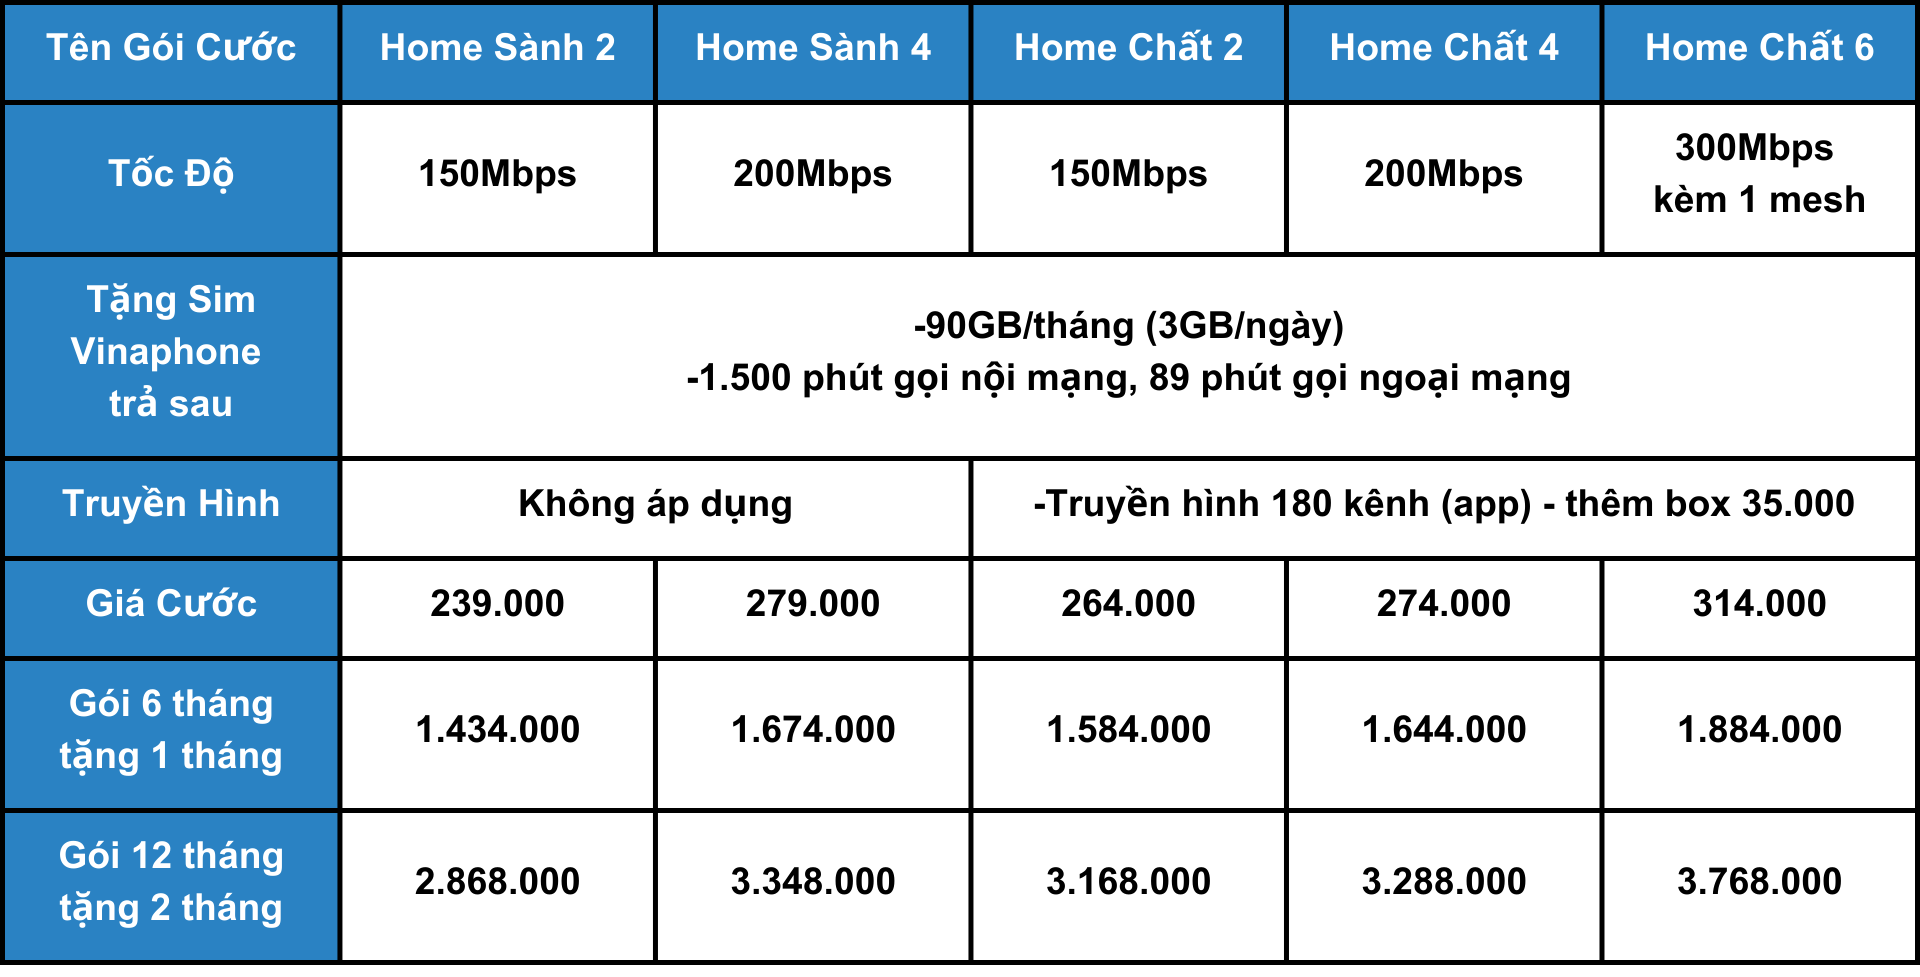 Tên Gói Cước
Home Sành 2
Home Sành 4
Home Chất 2
Home Chất 4
Home Chất 6
Tốc Độ
150Mbps
200Mbps
150Mbps
200Mbps
300Mbps
kèm 1 mesh
Tặng Sim
Vinaphone
trả sau
-90GB/tháng (3GB/ngày)
-1.500 phút gọi nội mạng, 89 phút gọi ngoại mạng
Truyền Hình
Không áp dụng
-Truyền hình 180 kênh (app) - thêm box 35.000
Giá Cước
239.000
279.000
264.000
274.000
314.000
Gói 6 tháng
tặng 1 tháng
1.434.000
1.674.000
1.584.000
1.644.000
1.884.000
Gói 12 tháng
tặng 2 tháng
2.868.000
3.348.000
3.168.000
3.288.000
3.768.000